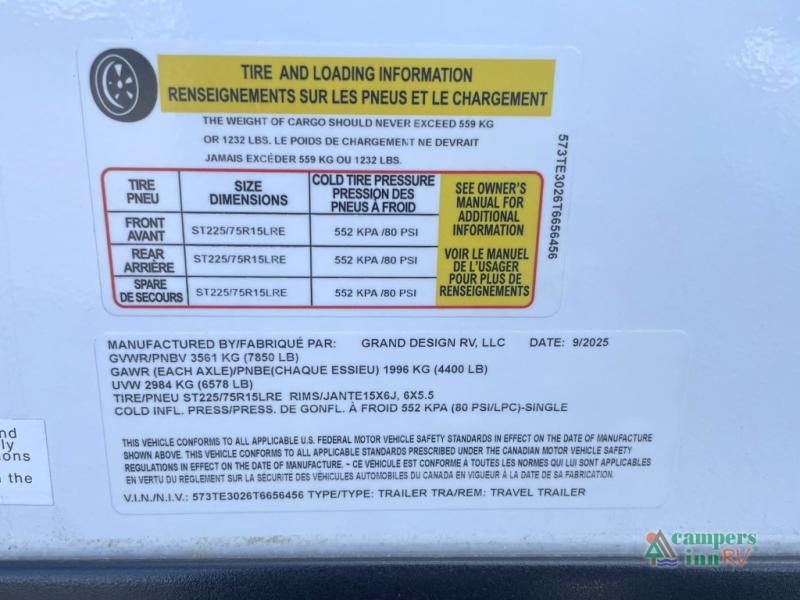 TIRE AND LOADING INFORMATION
RENSEIGNEMENTS SUR LES PNEUS ET LE CHARGEMENT
THE WEIGHT OF CARGO SHOULD NEVER EXCEED 559 KG
OR 1232 LBS. LE POIDS DE CHARGEMENT NE DEVRAIT
JAMAIS EXCÉDER 559 KG OU 1232 LBS.
TIRE PNEU
SIZE DIMENSIONS
COLD TIRE PRESSURE PRESSION DES PNEUS À FROID
FRONT AVANT
ST225/75R15LRE
552 KPA /80 PSI
REAR ARRIÈRE
ST225/75R15LRE
552 KPA /80 PSI
SPARE DE SECOURS
ST225/75R15LRE
552 KPA /80 PSI
SEE OWNER'S
MANUAL FOR
ADDITIONAL
INFORMATION
VOIR LE MANUEL
DE L'USAGER
POUR PLUS DE
RENSEIGNEMENTS
573TE3026T6656456
MANUFACTURED BY/FABRIQUÉ PAR: GRAND DESIGN RV, LLC DATE: 9/2025
GVWR/PNBV 3561 KG (7850 LB)
GAWR (EACH AXLE)/PNBE(CHAQUE ESSIEU) 1996 KG (4400 LB)
UVW 2984 KG (6578 LB)
TIRE/PNEU ST225/75R15LRE RIMS/JANTE15X6J, 6X5.5
COLD INFL. PRESS/PRESS. DE GONFL. À FROID 552 KPA (80 PSI/LPC)-SINGLE
THIS VEHICLE CONFORMS TO ALL APPLICABLE U.S. FEDERAL MOTOR VEHICLE SAFETY STANDARDS IN EFFECT ON THE DATE OF MANUFACTURE
SHOWN ABOVE. THIS VEHICLE CONFORMS TO ALL APPLICABLE STANDARDS PRESCRIBED UNDER THE CANADIAN MOTOR VEHICLE SAFETY
REGULATIONS IN EFFECT ON THE DATE OF MANUFACTURE. ~ CE VÉHICULE EST CONFORME À TOUTES LES NORMES QUI LUI SONT APPLICABLES
EN VERTU DU RÈGLEMENT SUR LA SÉCURITÉ DES VÉHICULES AUTOMOBILES DU CANADA EN VIGUEUR À LA DATE DE SA FABRICATION.
V.I.N./N.I.V.: 573TE3026T6656456 TYPE/TYPE: TRAILER TRA/REM: TRAVEL TRAILER
nd
ly
ions
the
campers
inn RV